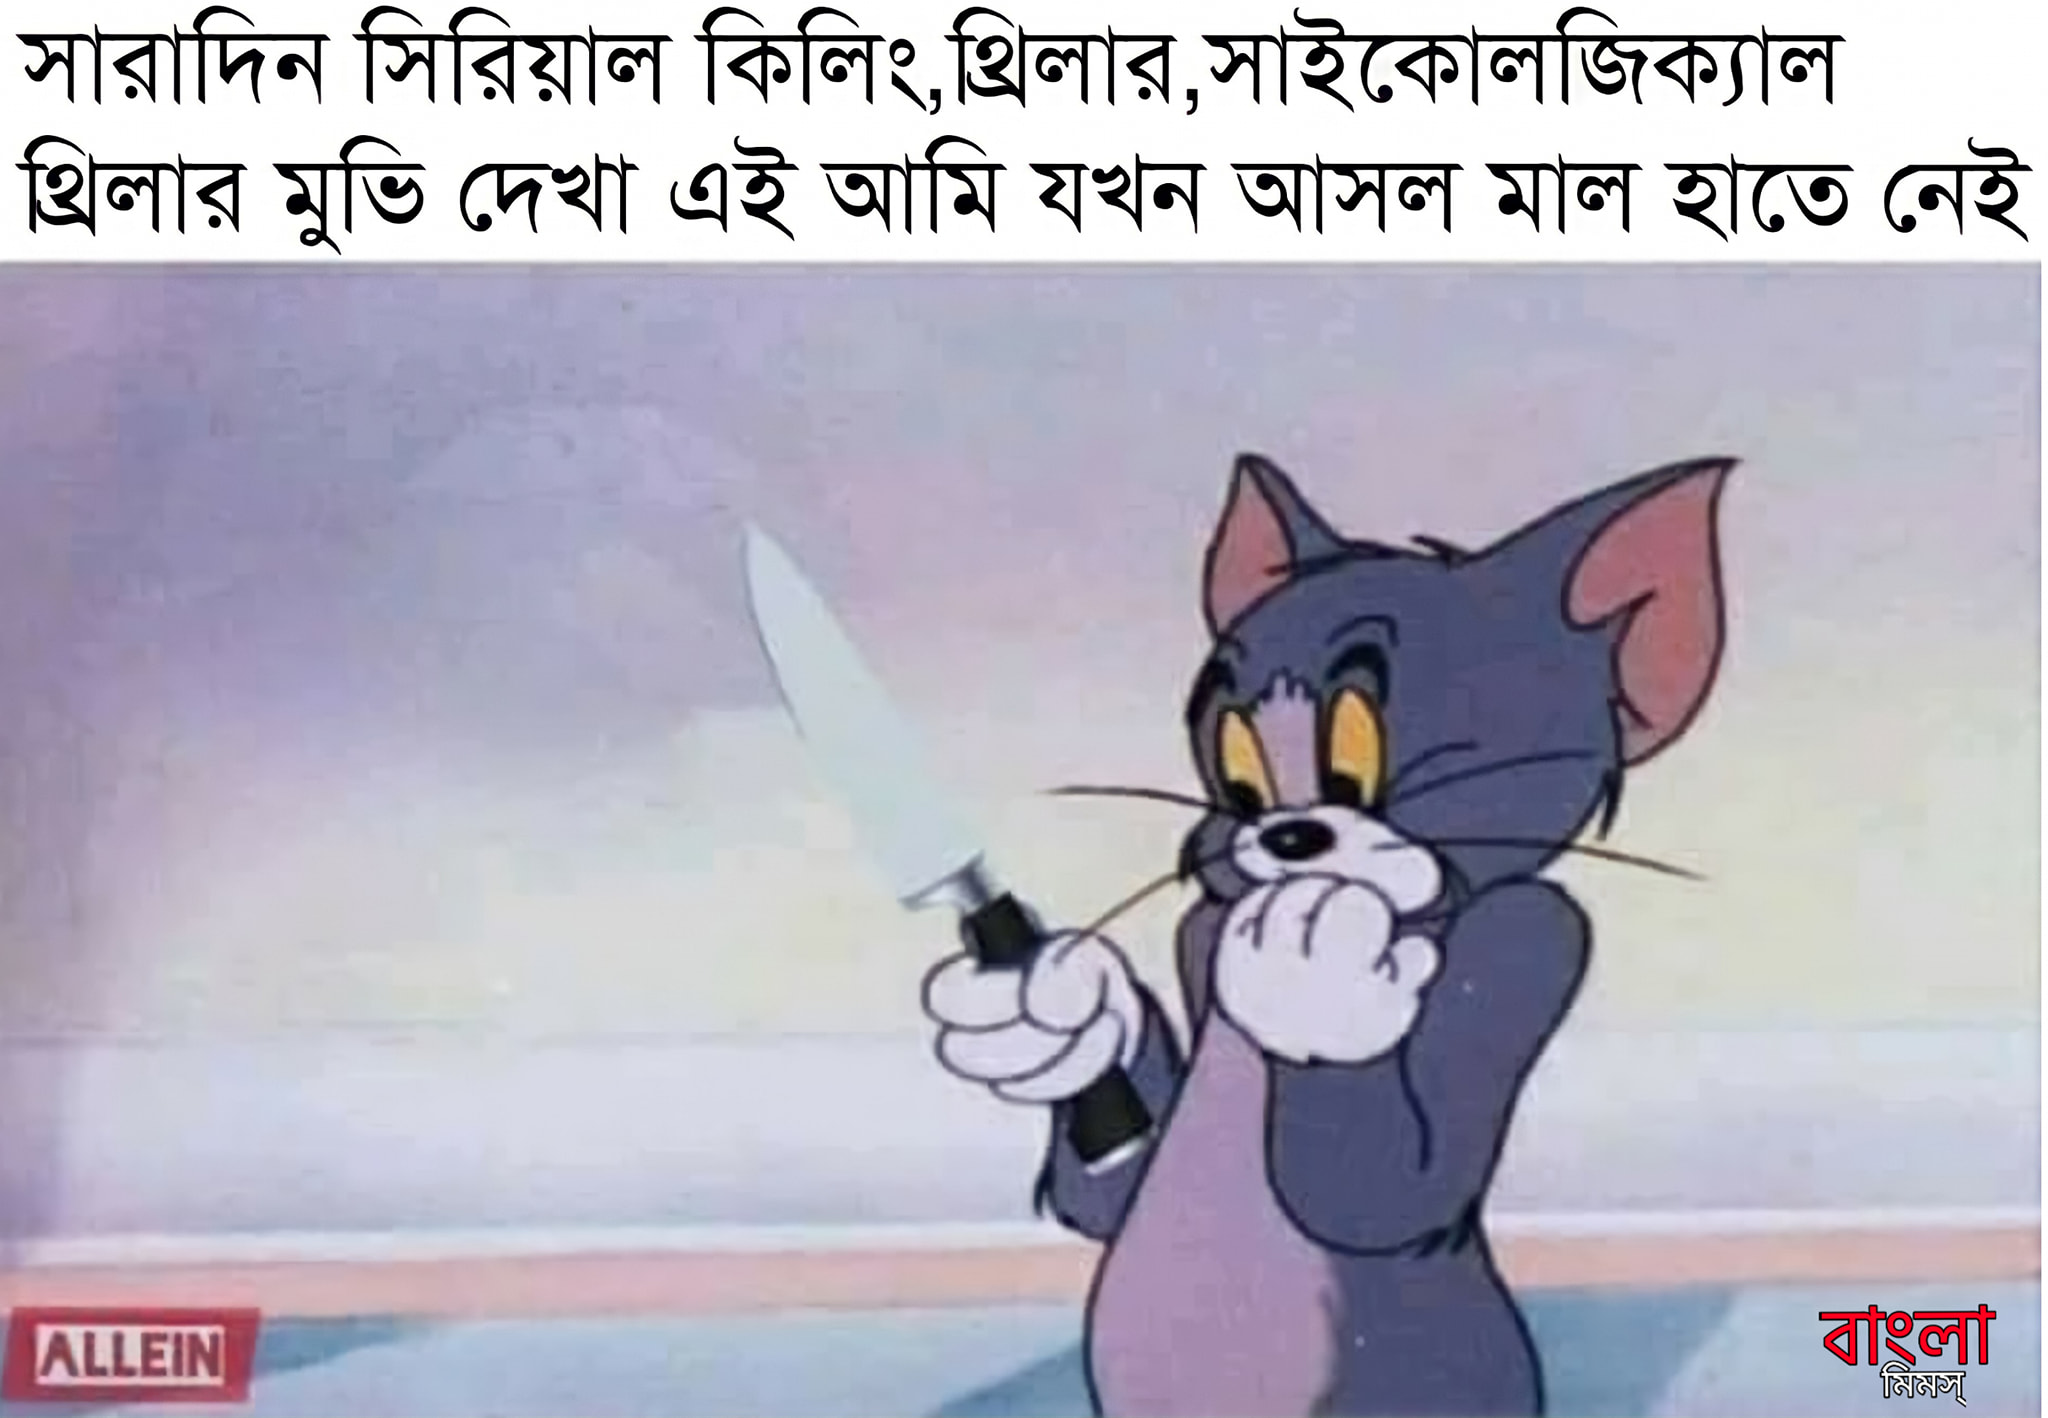 সারাদিন সিরিয়াল কিলিং,থ্রিলার,সাইকোলজিক্যাল
থ্রিলার মুভি দেখা এই আমি যখন আসল মাল হাতে নেই
ALLEIN
বাংলা
মিমস্